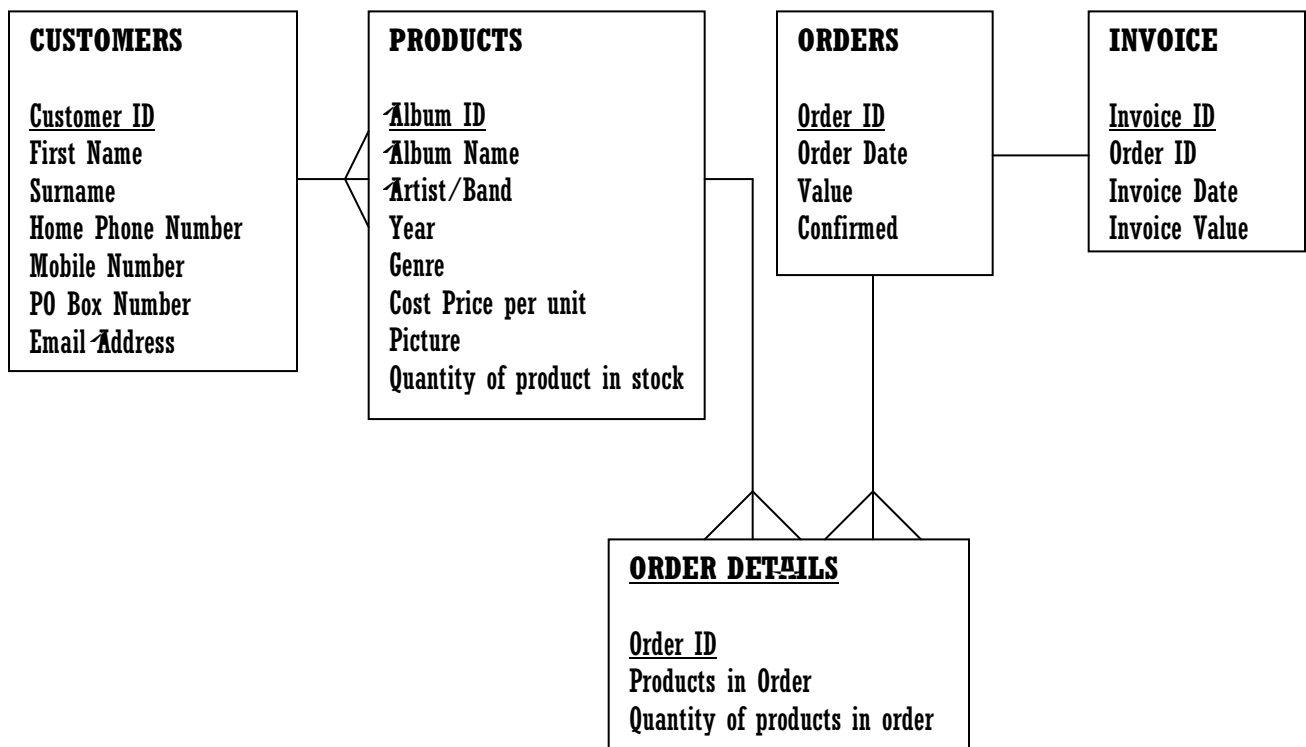 CUSTOMERS
Customer ID
First Name
Surname
Home Phone Number
Mobile Number
PO Box Number
Email Address
PRODUCTS
Album ID
Album Name
Artist/Band
Year
Genre
Cost Price per unit
Picture
Quantity of product in stock
ORDERS
Order ID
Order Date
Value
Confirmed
INVOICE
Invoice ID
Order ID
Invoice Date
Invoice Value
ORDER DETAILS
Order ID
Products in Order
Quantity of products in order